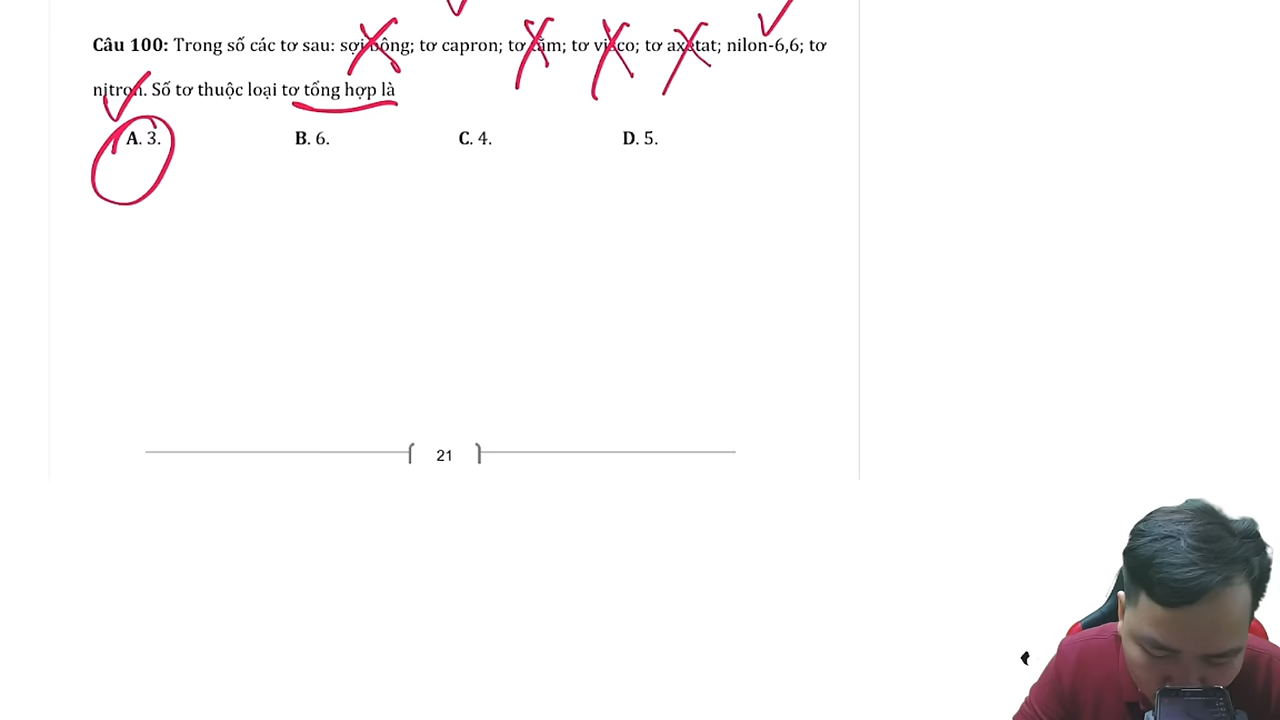 Câu 100: Trong số các tơ sau: sợi bông; tơ capron; tơ tằm; tơ visco; tơ axetat; nilon-6,6; tơ
nitron. Số tơ thuộc loại tơ tổng hợp là
A. 3. B. 6. C. 4. D. 5.
21